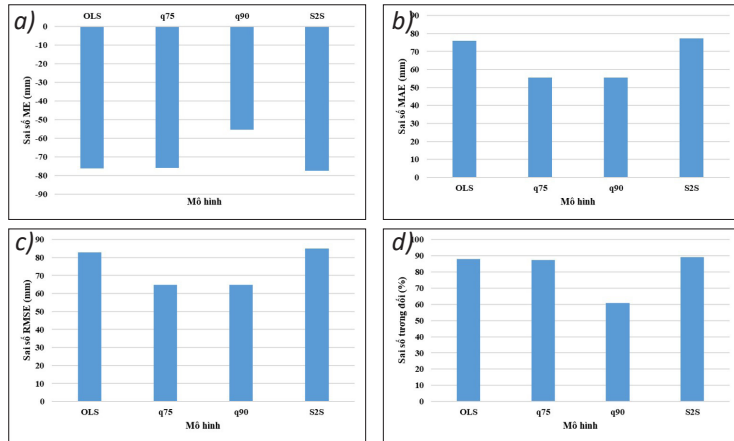 a)
OLS q75 q90 S2S
0
-10
-20
-30
-40
-50
-60
-70
-80
-90
Sai số ME (mm)
Mô hình
b)
90
80
70
60
50
40
30
20
10
0
Sai số MAE (mm)
OLS q75 q90 S2S
Mô hình
c)
90
80
70
60
50
40
30
20
10
0
Sai số RMSE (mm)
OLS q75 q90 S2S
Mô hình
d)
100
90
80
70
60
50
40
30
20
10
0
Sai số tương đối (%)
OLS q75 q90 S2S
Mô hình